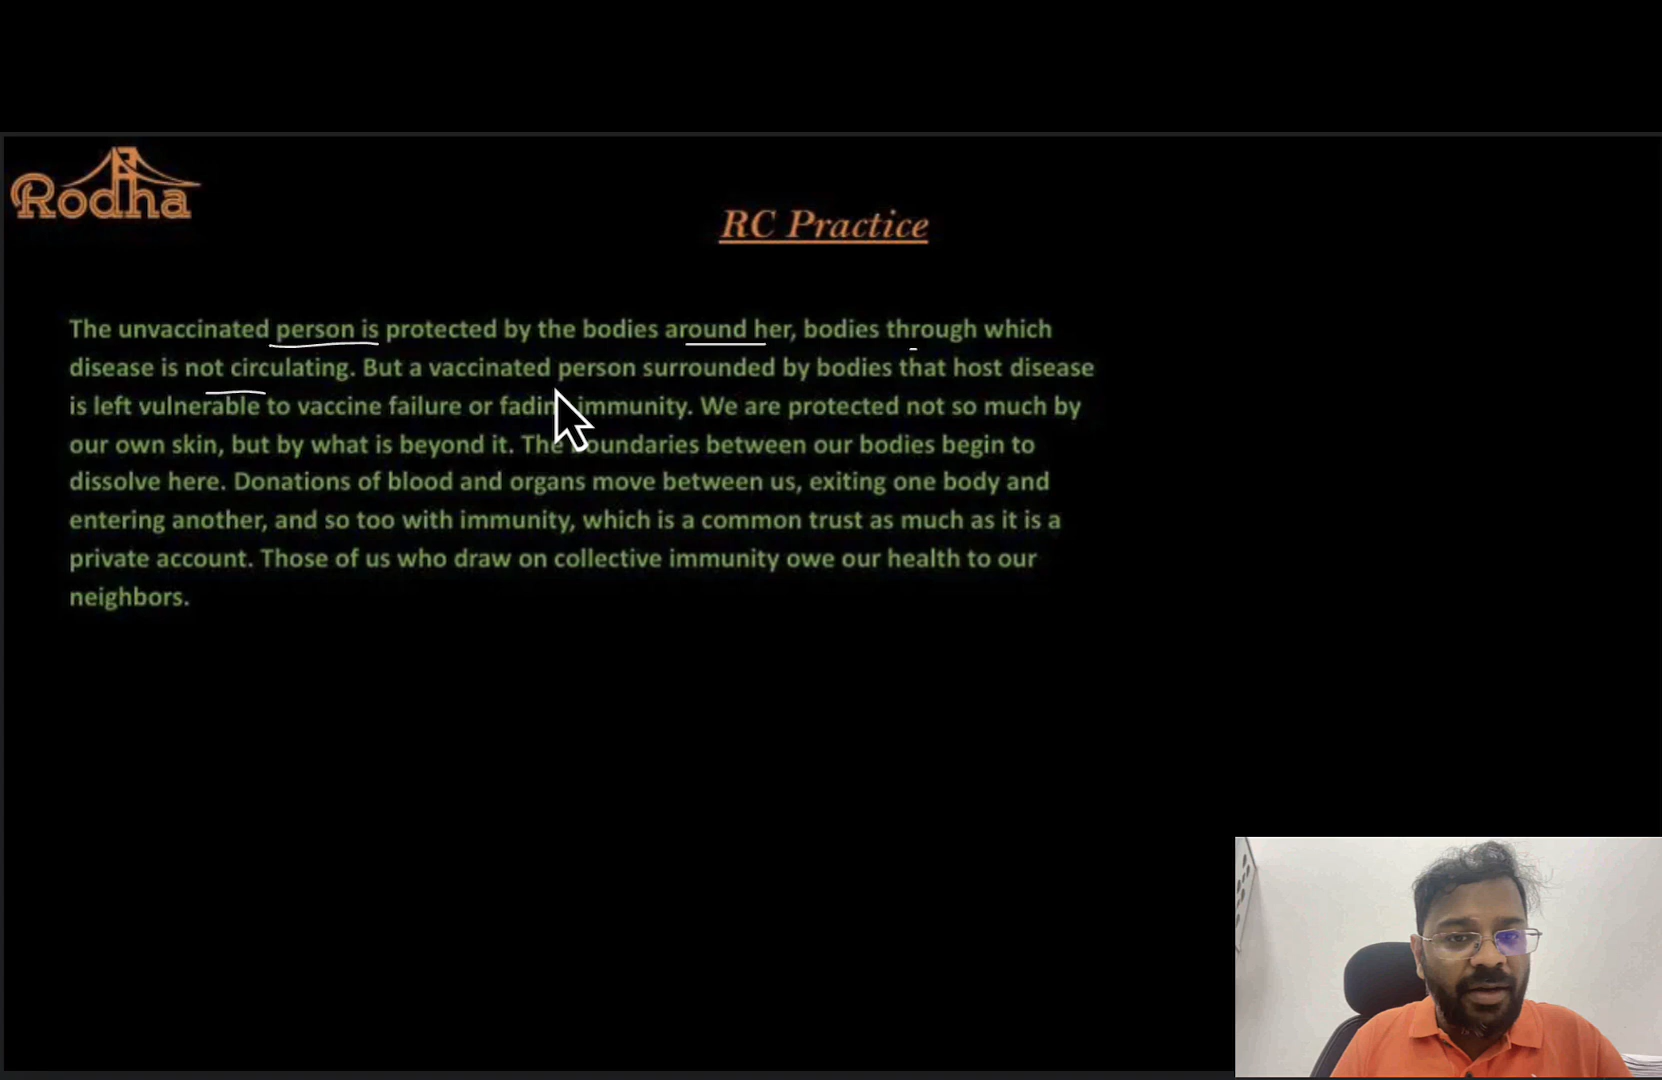 Rodha
RC Practice
The unvaccinated person is protected by the bodies around her, bodies through which
disease is not circulating. But a vaccinated person surrounded by bodies that host disease
is left vulnerable to vaccine failure or fading immunity. We are protected not so much by
our own skin, but by what is beyond it. The boundaries between our bodies begin to
dissolve here. Donations of blood and organs move between us, exiting one body and
entering another, and so too with immunity, which is a common trust as much as it is a
private account. Those of us who draw on collective immunity owe our health to our
neighbors.